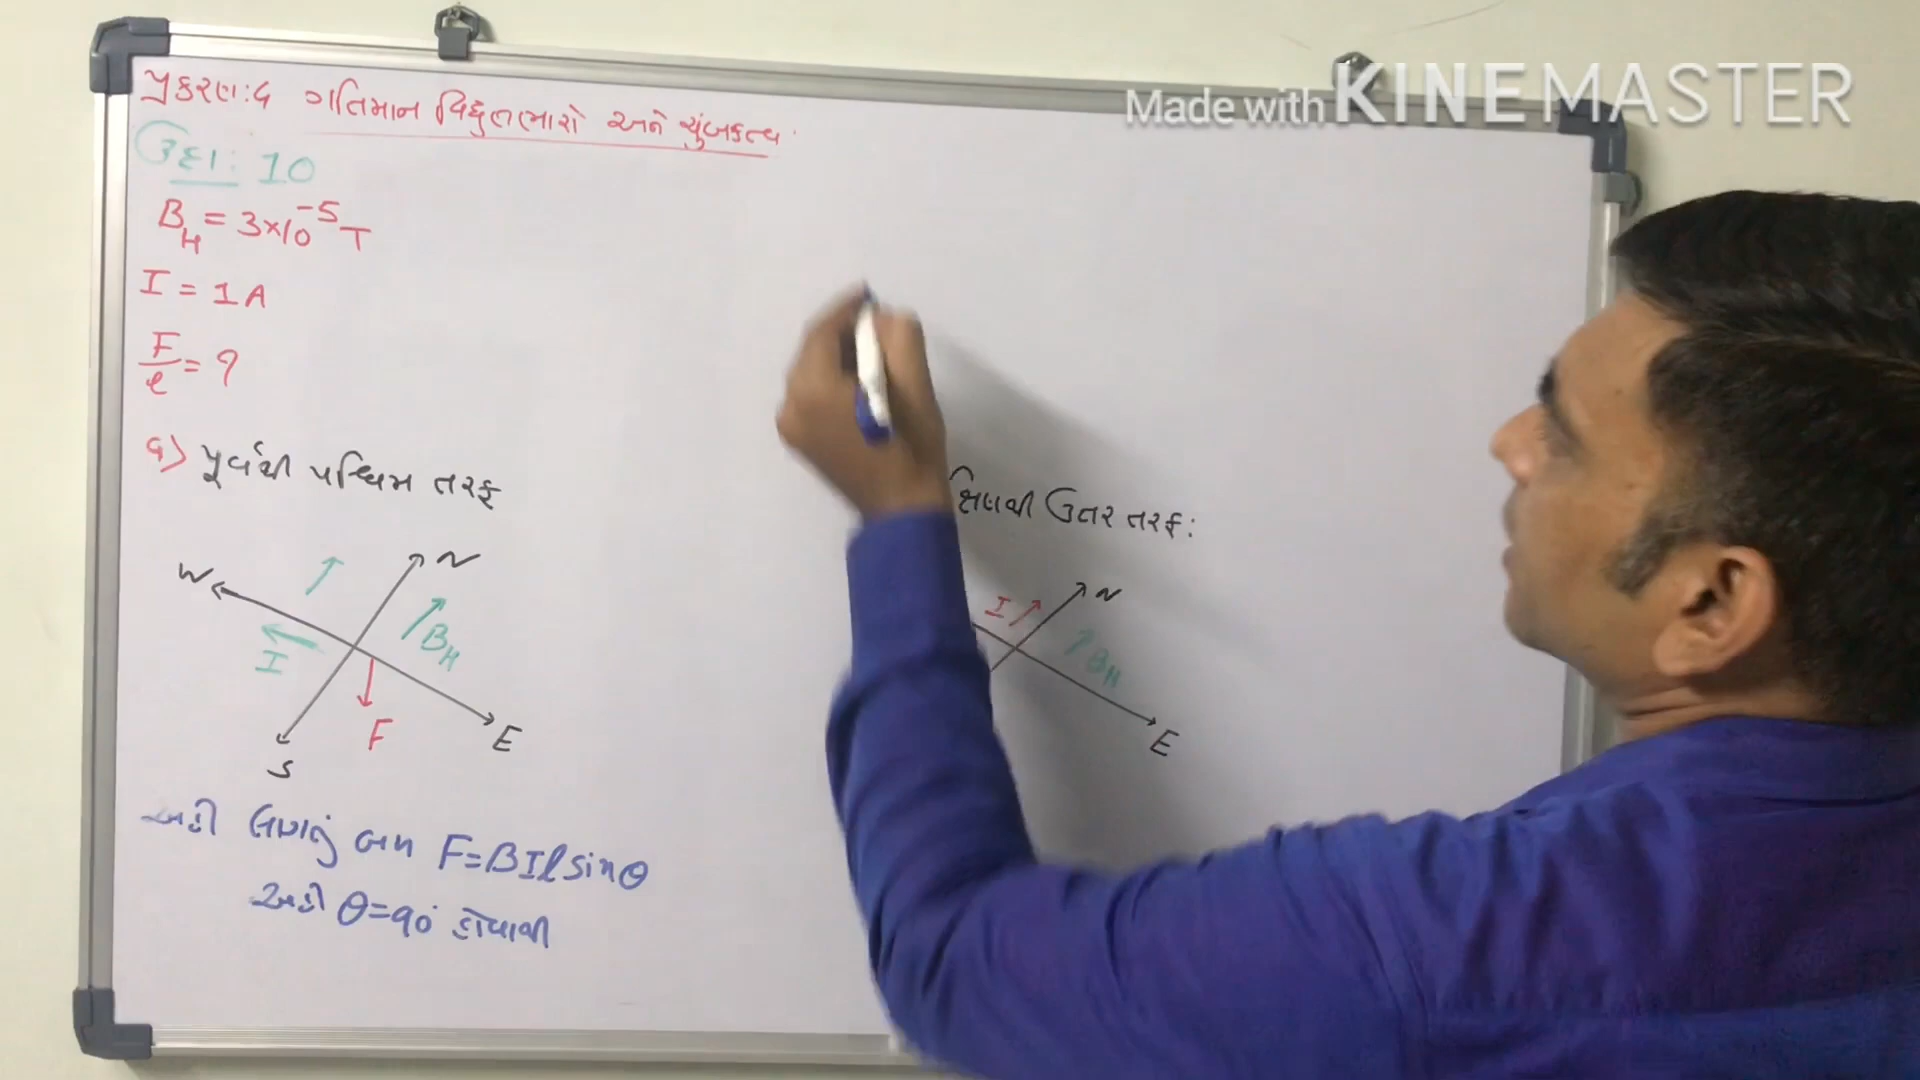 Made with KINEMASTER
પ્રકરણ:4 ગતિમાન વિદ્યુતભારો અને ચુંબકત્વ
ઉદા: 10
B_H = 3×10^-5 T
I = 1A
F/l = ?
a) પૂર્વથી પશ્ચિમ તરફ
ક્ષિણથી ઉત્તર તરફ:
W N
I B_H
F E
S
I N
B_H
E
અહી લાગતું બળ F=BIlsinθ
અહી θ=90° હોવાથી